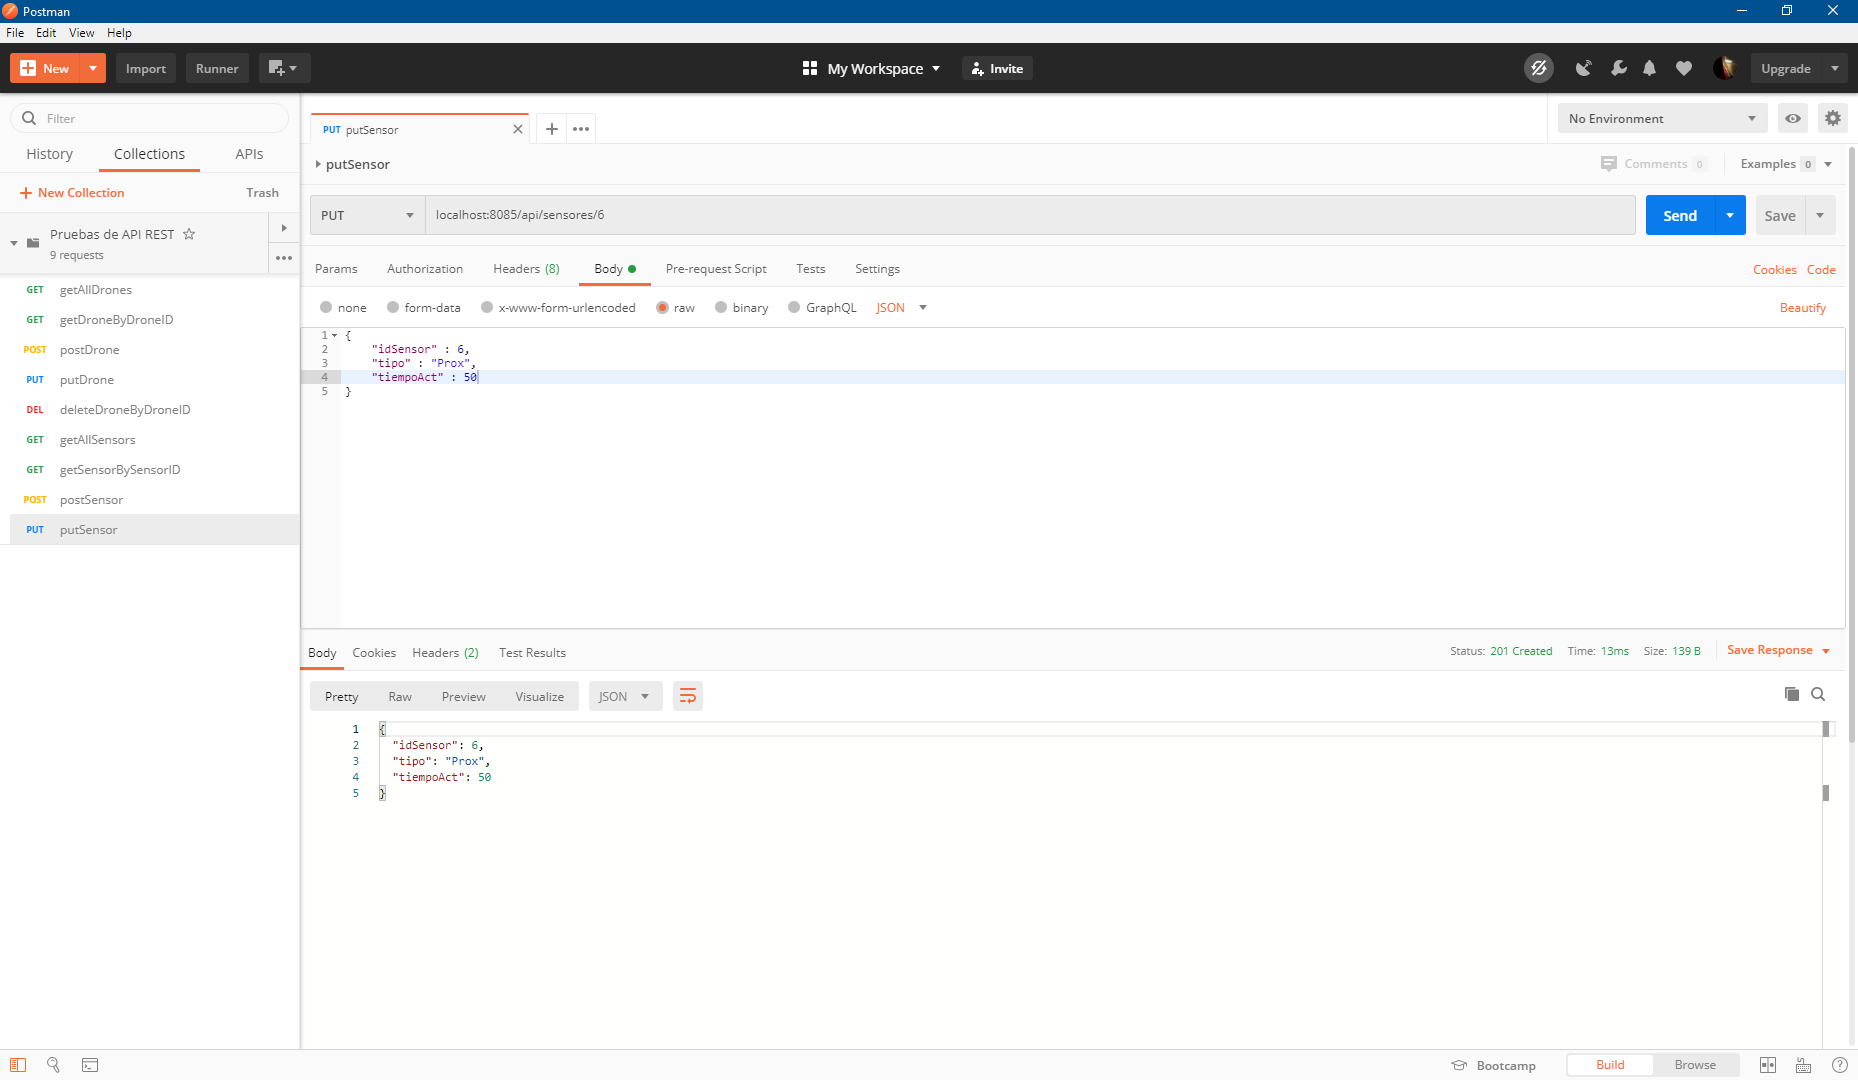 Postman
File Edit View Help
New Import Runner My Workspace Invite Upgrade
Filter
History Collections APIs
New Collection Trash
Pruebas de API REST
9 requests
GET getAllDrones
GET getDroneByDroneID
POST postDrone
PUT putDrone
DEL deleteDroneByDroneID
GET getAllSensors
GET getSensorBySensorID
POST postSensor
PUT putSensor
PUT putSensor
No Environment
putSensor
Comments 0 Examples 0
PUT localhost:8085/api/sensores/6 Send Save
Params Authorization Headers (8) Body Pre-request Script Tests Settings Cookies Code
none form-data x-www-form-urlencoded raw binary GraphQL JSON Beautify
1 {
2 "idSensor" : 6,
3 "tipo" : "Prox",
4 "tiempoAct" : 50
5 }
Body Cookies Headers (2) Test Results Status: 201 Created Time: 13ms Size: 139 B Save Response
Pretty Raw Preview Visualize JSON
1 {
2 "idSensor": 6,
3 "tipo": "Prox",
4 "tiempoAct": 50
5 }
Bootcamp Build Browse